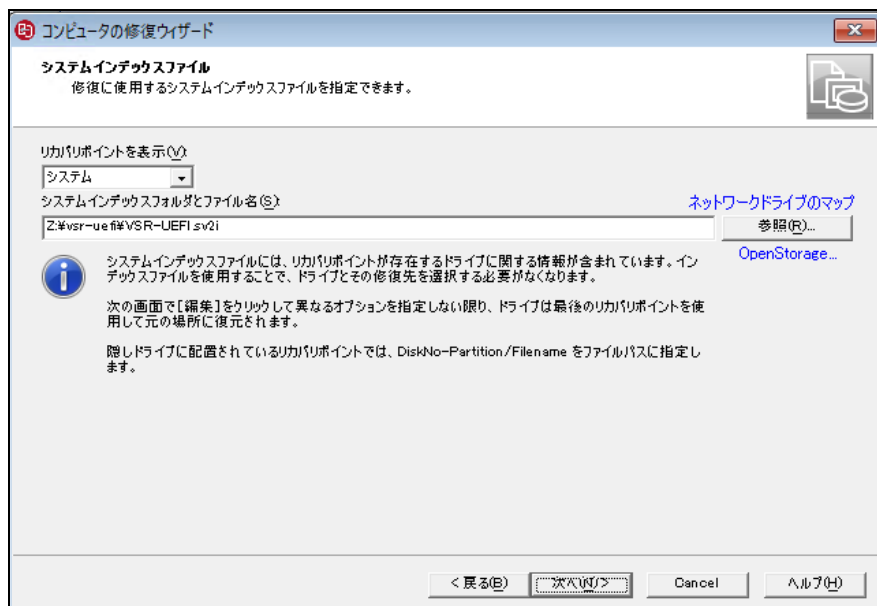 コンピュータの修復ウィザード
システムインデックスファイル
修復に使用するシステムインデックスファイルを指定できます。
リカバリポイントを表示(V):
システム
システムインデックスフォルダとファイル名(S):
ネットワークドライブのマップ
Z:¥vsr-uefi¥VSR-UEFI.sv2i
参照(R)...
OpenStorage...
システムインデックスファイルには、リカバリポイントが存在するドライブに関する情報が含まれています。イン
デックスファイルを使用することで、ドライブとその修復先を選択する必要がなくなります。
次の画面で[編集]をクリックして異なるオプションを指定しない限り、ドライブは最後のリカバリポイントを使
用して元の場所に復元されます。
隠しドライブに配置されているリカバリポイントでは、DiskNo-Partition/Filename をファイルパスに指定し
ます。
< 戻る(B)
次へ(N) >
Cancel
ヘルプ(H)